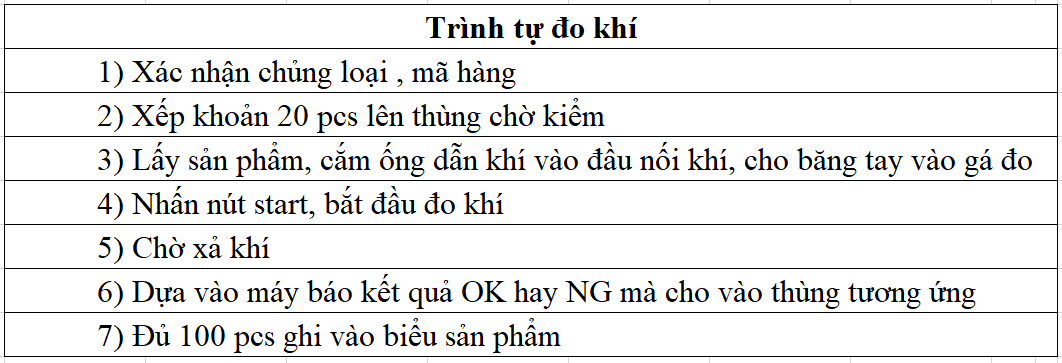 Trình tự đo khí
1) Xác nhận chủng loại , mã hàng
2) Xếp khoản 20 pcs lên thùng chờ kiểm
3) Lấy sản phẩm, cắm ống dẫn khí vào đầu nối khí, cho băng tay vào gá đo
4) Nhấn nút start, bắt đầu đo khí
5) Chờ xả khí
6) Dựa vào máy báo kết quả OK hay NG mà cho vào thùng tương ứng
7) Đủ 100 pcs ghi vào biểu sản phẩm